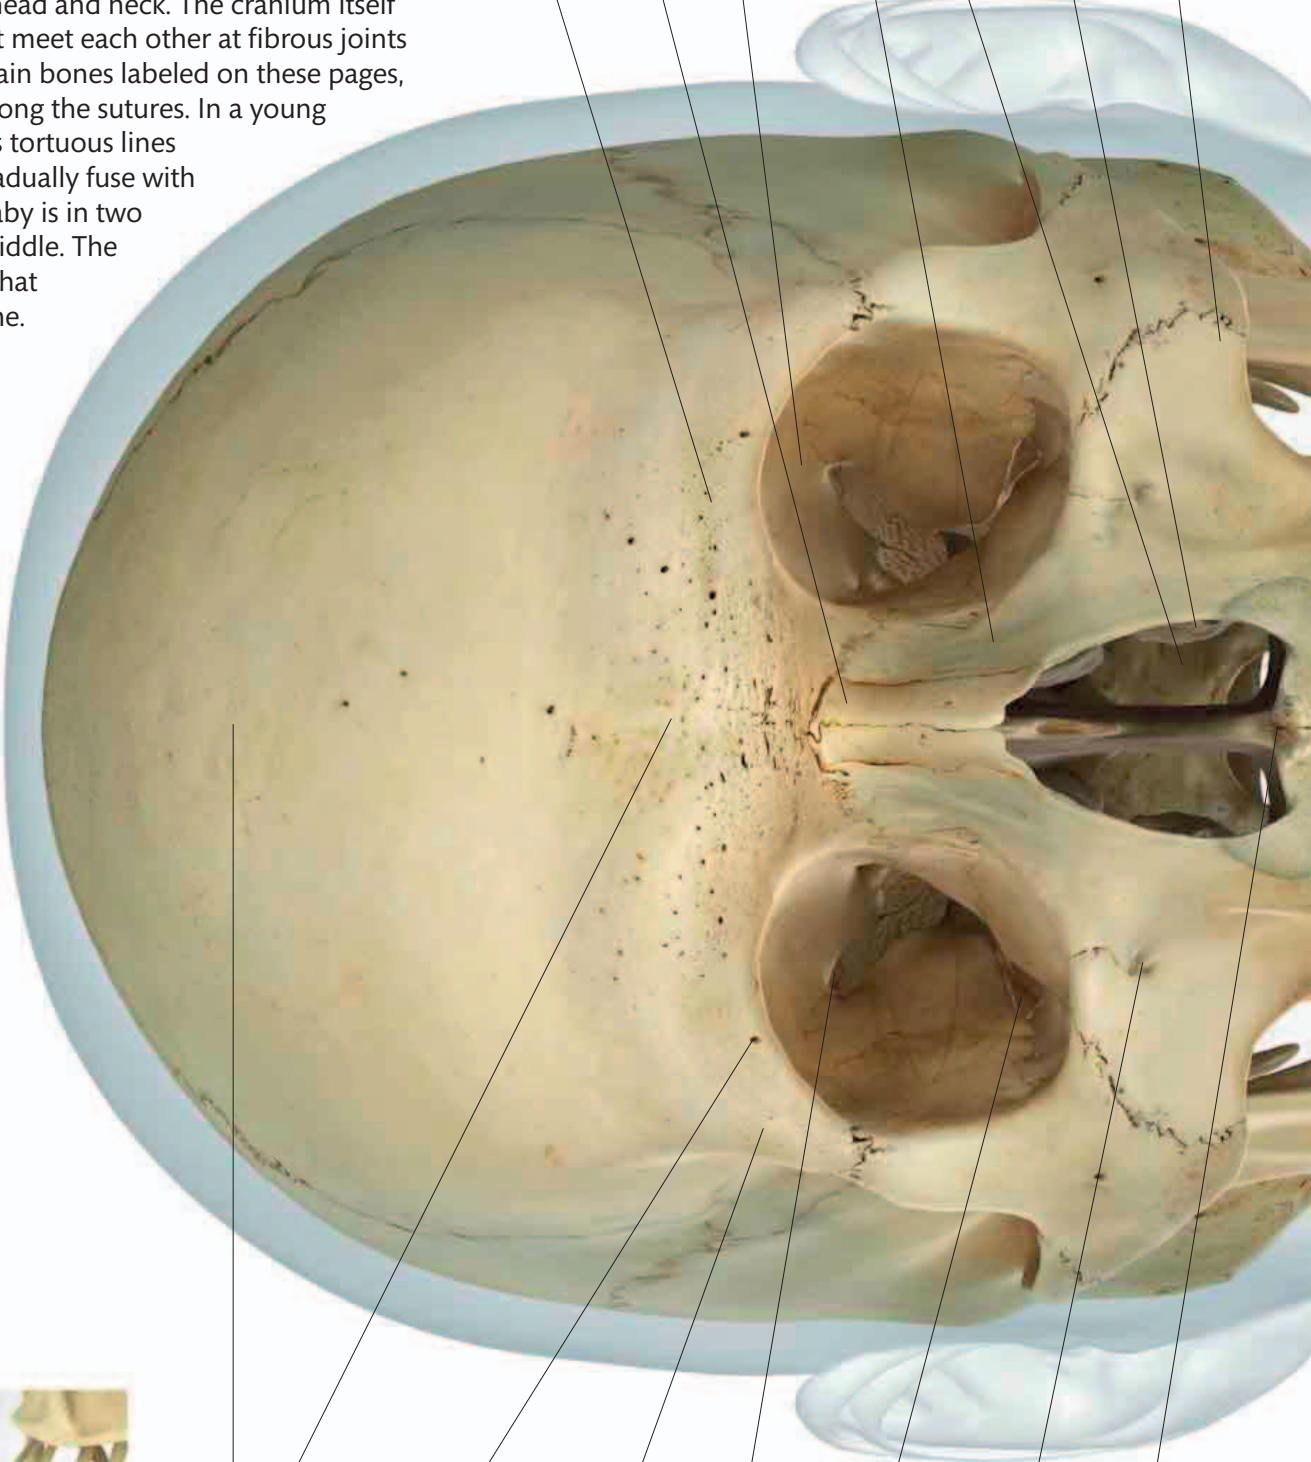 head and neck. The cranium itself
t meet each other at fibrous joints
ain bones labeled on these pages,
ong the sutures. In a young
s tortuous lines
adually fuse with
aby is in two
iddle. The
hat
ne.